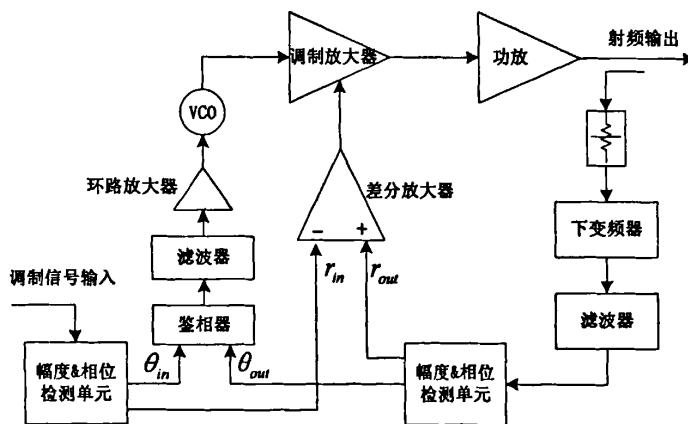 调制放大器
功放
射频输出
VCO
环路放大器
差分放大器
- +
下变频器
滤波器
r_in
r_out
调制信号输入
滤波器
鉴相器
θ_in
θ_out
幅度&相位
检测单元
幅度&相位
检测单元